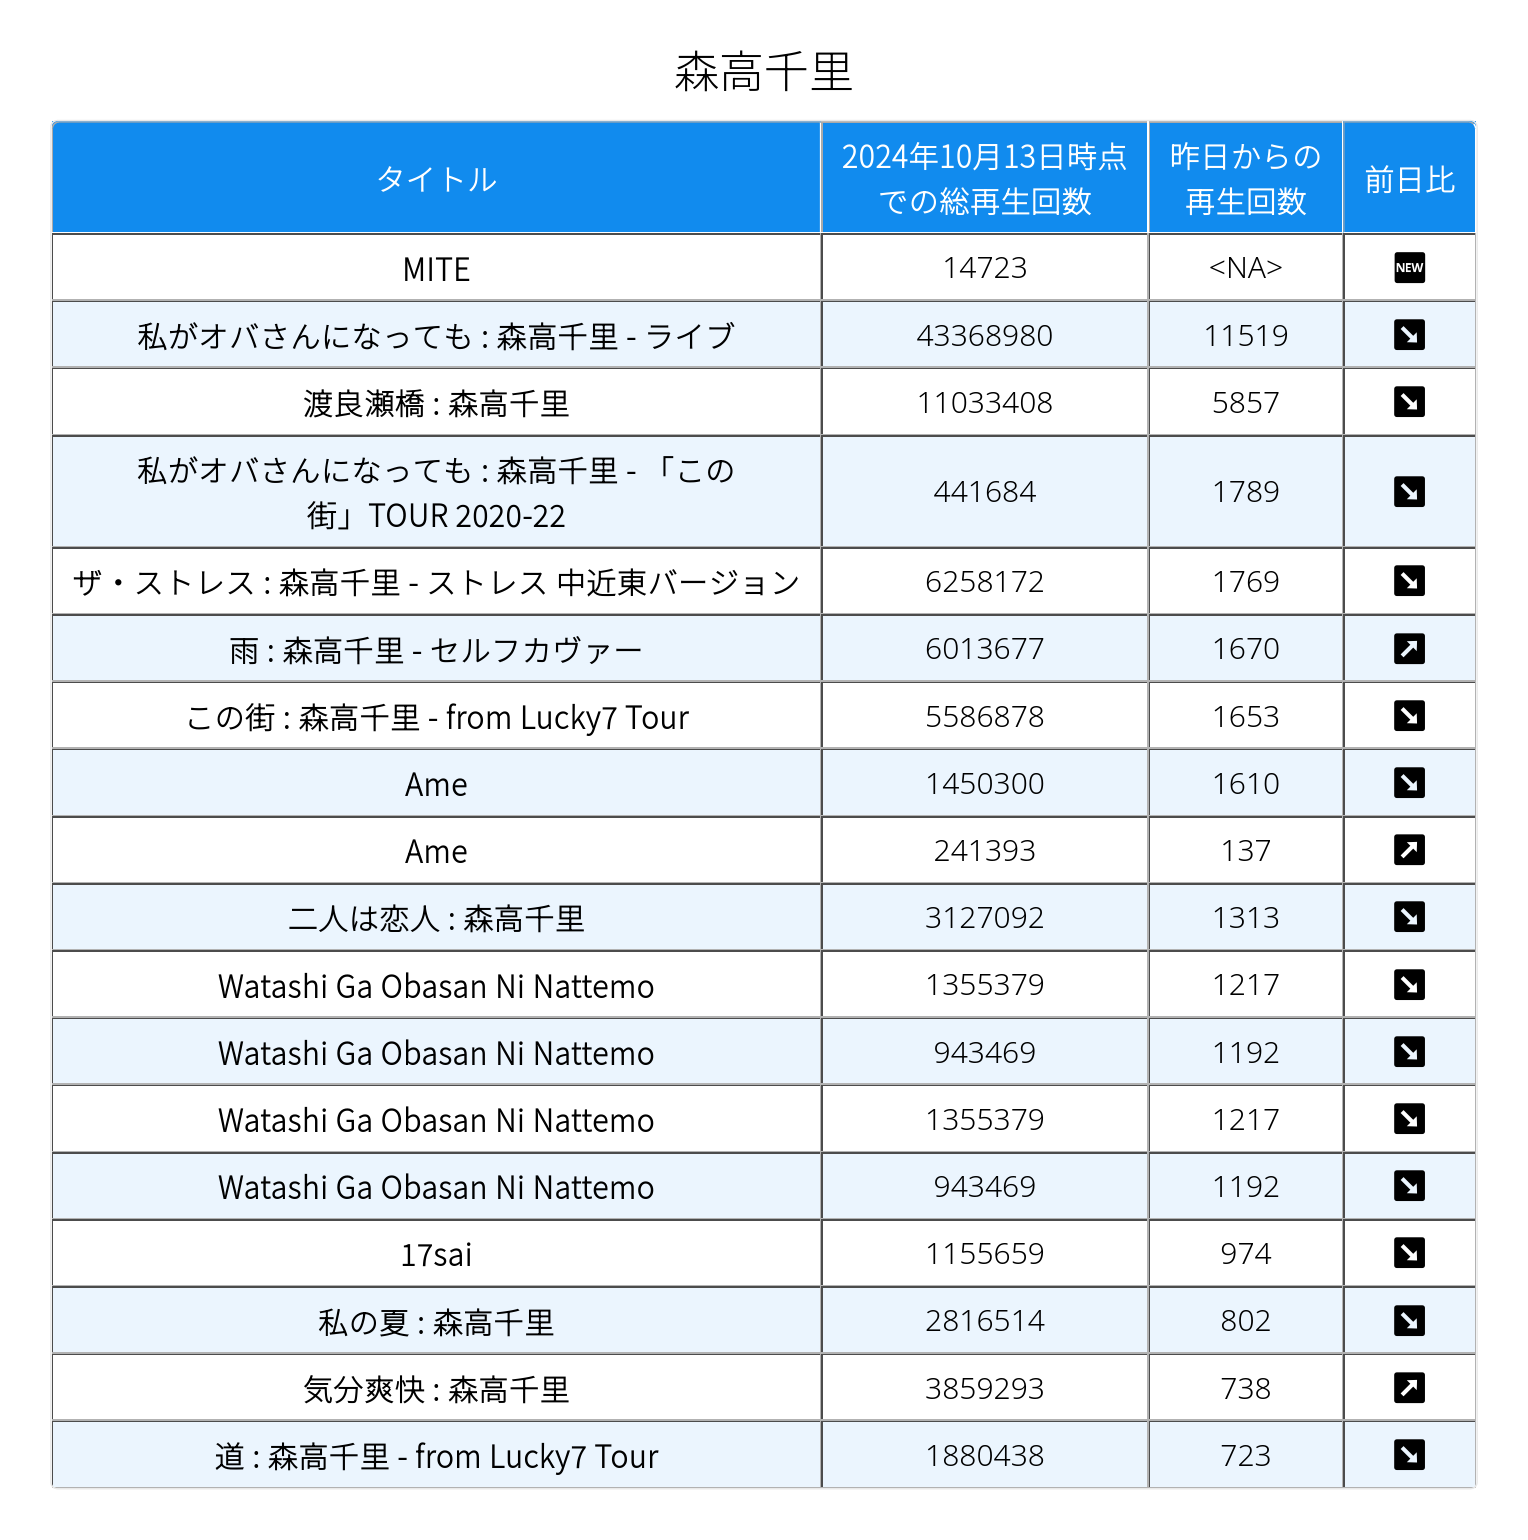 森高千里
タイトル
2024年10月13日時点
での総再生回数
昨日からの
再生回数
前日比
MITE 14723 <NA> NEW
私がオバさんになっても : 森高千里 - ライブ 43368980 11519
渡良瀬橋 : 森高千里 11033408 5857
私がオバさんになっても : 森高千里 - 「この
街」TOUR 2020-22 441684 1789
ザ・ストレス : 森高千里 - ストレス 中近東バージョン 6258172 1769
雨 : 森高千里 - セルフカヴァー 6013677 1670
この街 : 森高千里 - from Lucky7 Tour 5586878 1653
Ame 1450300 1610
Ame 241393 137
二人は恋人 : 森高千里 3127092 1313
Watashi Ga Obasan Ni Nattemo 1355379 1217
Watashi Ga Obasan Ni Nattemo 943469 1192
Watashi Ga Obasan Ni Nattemo 1355379 1217
Watashi Ga Obasan Ni Nattemo 943469 1192
17sai 1155659 974
私の夏 : 森高千里 2816514 802
気分爽快 : 森高千里 3859293 738
道 : 森高千里 - from Lucky7 Tour 1880438 723